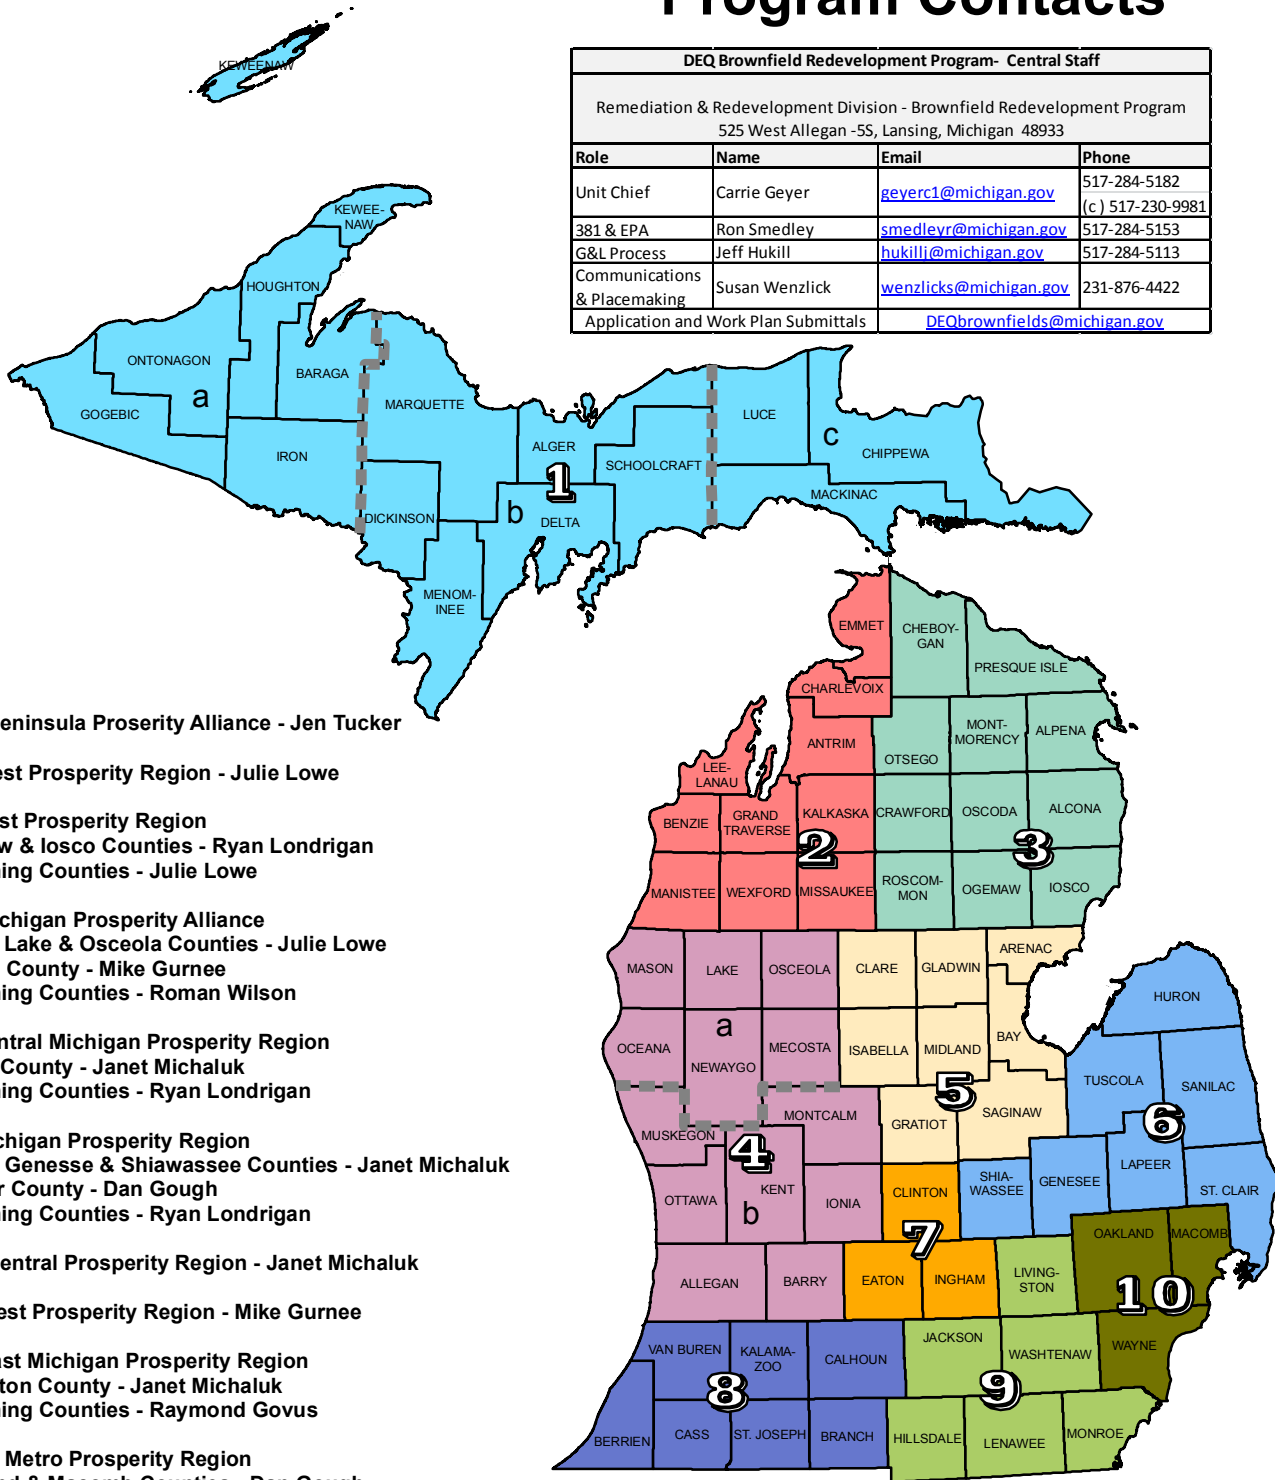 Program Contacts
DEQ Brownfield Redevelopment Program- Central Staff
Remediation & Redevelopment Division - Brownfield Redevelopment Program
525 West Allegan -5S, Lansing, Michigan 48933
Role Name Email Phone
Unit Chief Carrie Geyer geyerc1@michigan.gov 517-284-5182
(c ) 517-230-9981
381 & EPA Ron Smedley smedleyr@michigan.gov 517-284-5153
G&L Process Jeff Hukill hukillj@michigan.gov 517-284-5113
Communications
& Placemaking Susan Wenzlick wenzlicks@michigan.gov 231-876-4422
Application and Work Plan Submittals DEQbrownfields@michigan.gov
KEWEENAW
KEWEE-
NAW
HOUGHTON
ONTONAGON
BARAGA
a
GOGEBIC
MARQUETTE
IRON
ALGER
LUCE
c
CHIPPEWA
SCHOOLCRAFT
1
MACKINAC
DICKINSON
b
DELTA
MENOM-
INEE
EMMET
CHEBOY-
GAN
PRESQUE ISLE
CHARLEVOIX
ANTRIM
OTSEGO
MONT-
MORENCY
ALPENA
LEE-
LANAU
BENZIE
GRAND
TRAVERSE
KALKASKA
CRAWFORD
OSCODA
ALCONA
2
3
MANISTEE
WEXFORD
MISSAUKEE
ROSCOM-
MON
OGEMAW
IOSCO
MASON
LAKE
OSCEOLA
CLARE
GLADWIN
ARENAC
HURON
a
OCEANA
NEWAYGO
MECOSTA
ISABELLA
MIDLAND
BAY
TUSCOLA
SANILAC
5
MUSKEGON
MONTCALM
GRATIOT
SAGINAW
6
4
OTTAWA
KENT
b
IONIA
CLINTON
SHIA-
WASSEE
GENESEE
LAPEER
ST. CLAIR
7
OAKLAND
MACOMB
ALLEGAN
BARRY
EATON
INGHAM
LIVING-
STON
10
VAN BUREN
KALAMA-
ZOO
CALHOUN
JACKSON
WASHTENAW
WAYNE
8
9
BERRIEN
CASS
ST. JOSEPH
BRANCH
HILLSDALE
LENAWEE
MONROE
eninsula Proserity Alliance - Jen Tucker
est Prosperity Region - Julie Lowe
st Prosperity Region
w & Iosco Counties - Ryan Londrigan
ing Counties - Julie Lowe
ichigan Prosperity Alliance
Lake & Osceola Counties - Julie Lowe
County - Mike Gurnee
ing Counties - Roman Wilson
ntral Michigan Prosperity Region
County - Janet Michaluk
ing Counties - Ryan Londrigan
chigan Prosperity Region
Genesse & Shiawassee Counties - Janet Michaluk
r County - Dan Gough
ing Counties - Ryan Londrigan
entral Prosperity Region - Janet Michaluk
est Prosperity Region - Mike Gurnee
ast Michigan Prosperity Region
ton County - Janet Michaluk
ing Counties - Raymond Govus
Metro Prosperity Region
d & Macomb Counties - Dan Gough